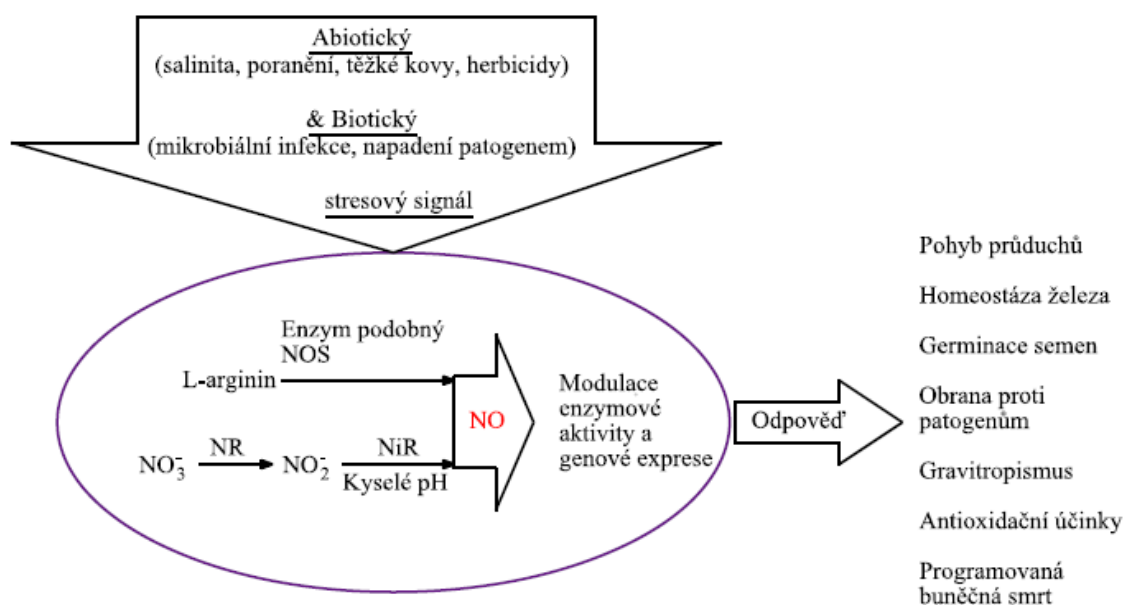 Abiotický
(salinita, poranění, těžké kovy, herbicidy)
& Biotický
(mikrobiální infekce, napadení patogenem)
stresový signál
Enzym podobný
NOS
L-arginin
NO
NO₃⁻
NR
NO₂⁻
NiR
Kyselé pH
Modulace
enzymové
aktivity a
genové exprese
Odpověď
Pohyb průduchů
Homeostáza železa
Germinace semen
Obrana proti
patogenům
Gravitropismus
Antioxidační účinky
Programovaná
buněčná smrt